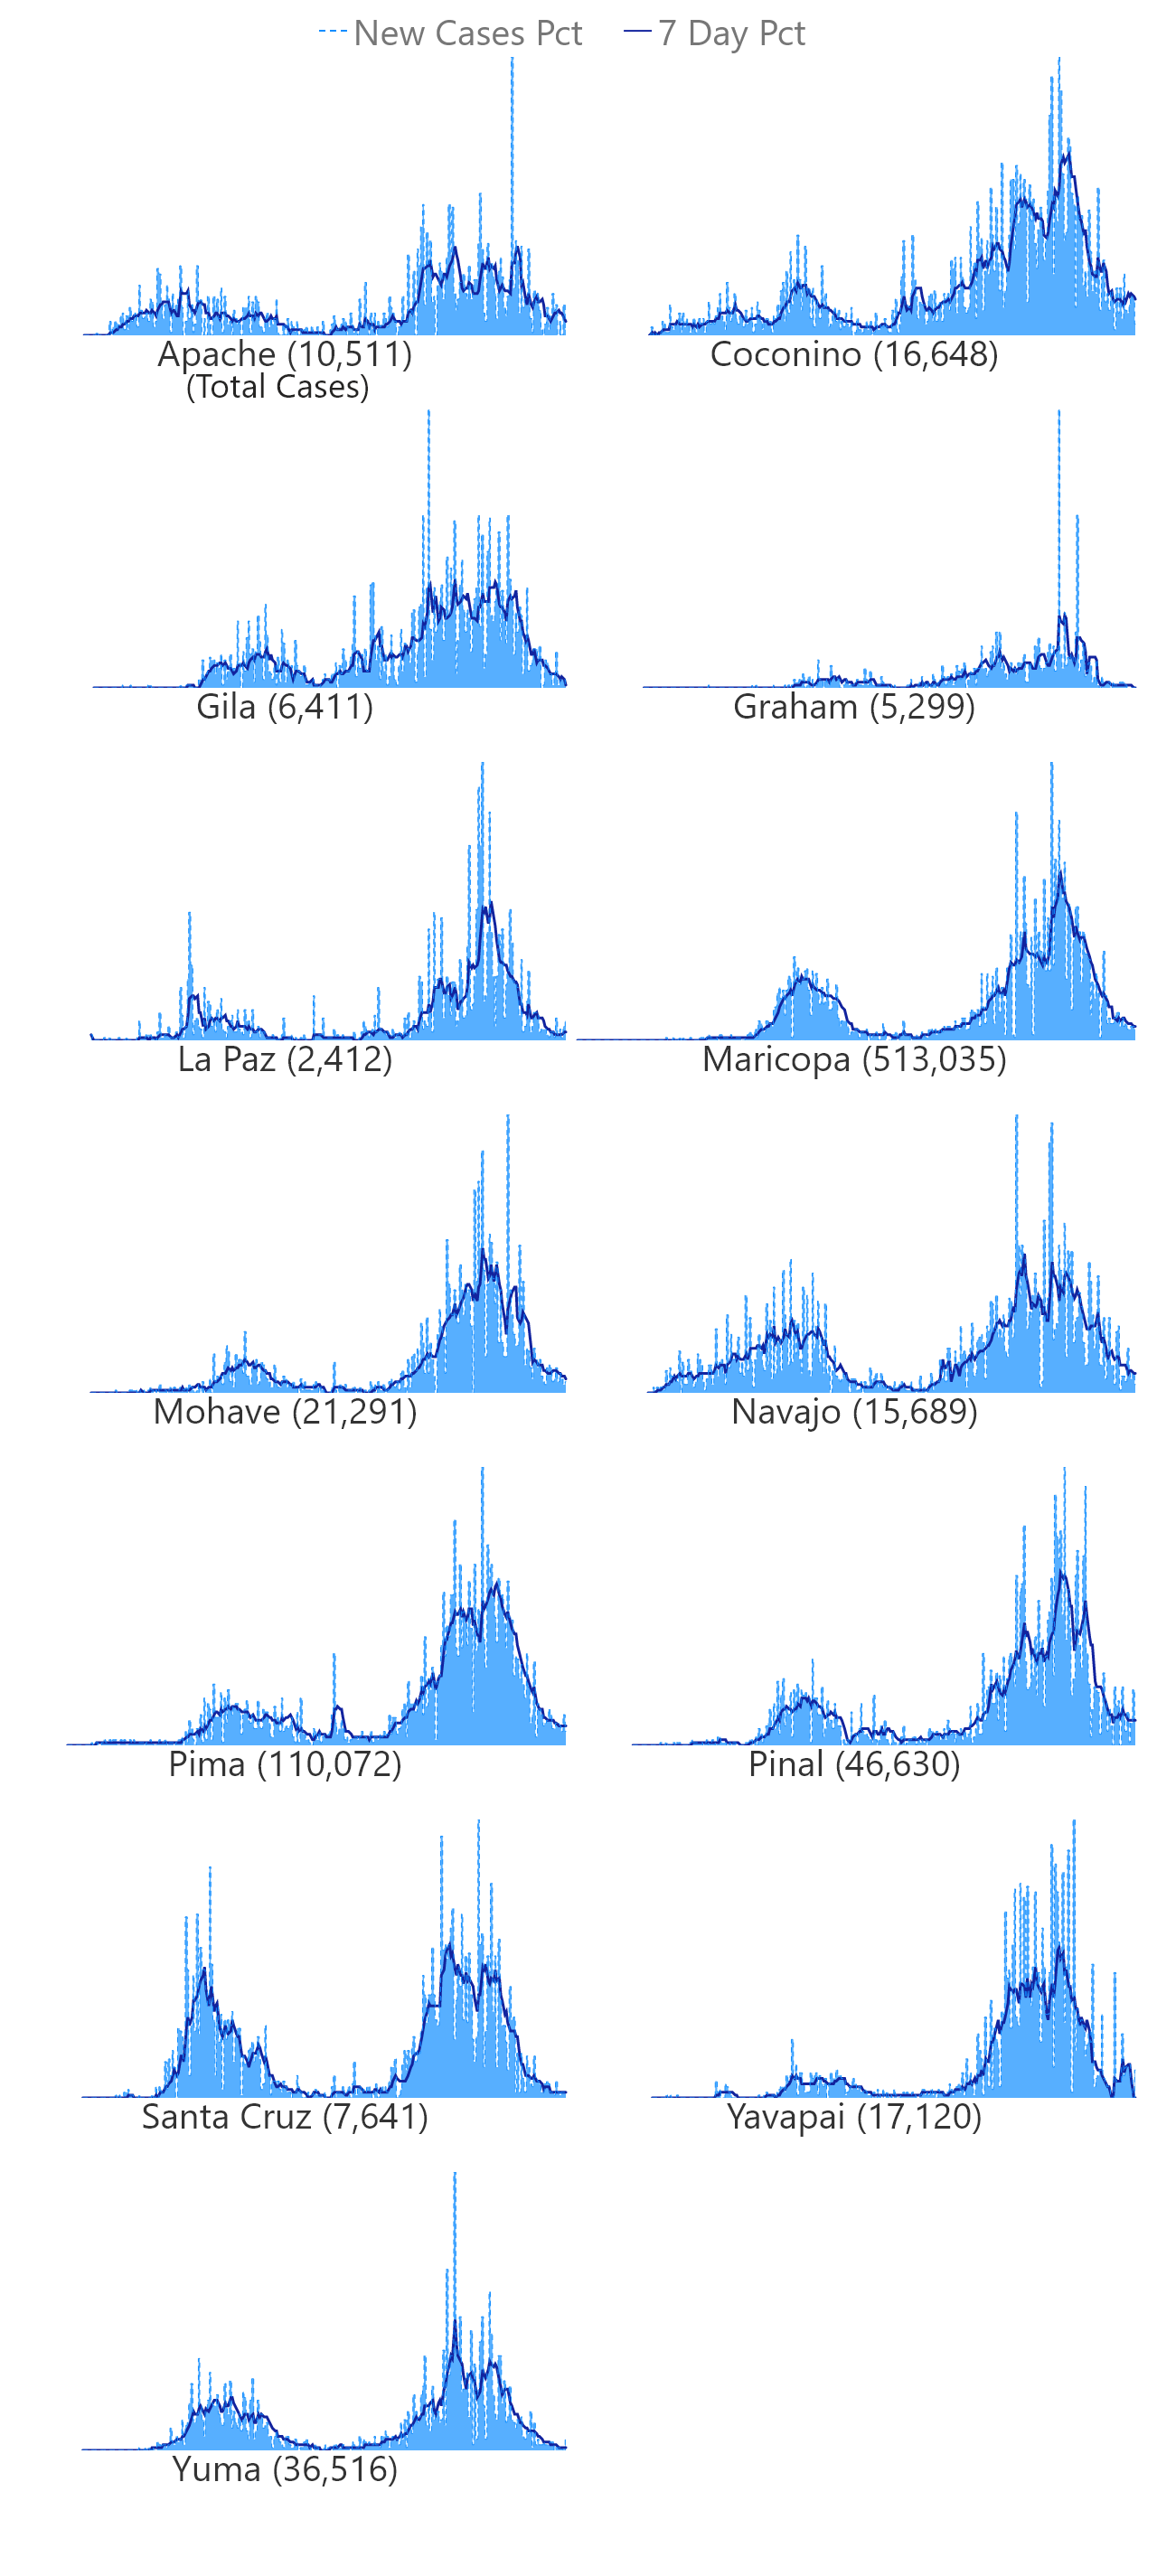 New Cases Pct 7 Day Pct
Apache (10,511) Coconino (16,648)
(Total Cases)
Gila (6,411) Graham (5,299)
La Paz (2,412) Maricopa (513,035)
Mohave (21,291) Navajo (15,689)
Pima (110,072) Pinal (46,630)
Santa Cruz (7,641) Yavapai (17,120)
Yuma (36,516)